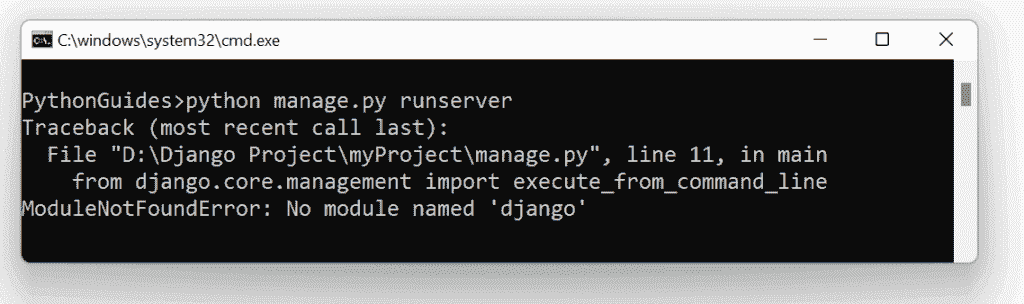 C:\windows\system32\cmd.exe
PythonGuides>python manage.py runserver
Traceback (most recent call last):
  File "D:\Django Project\myProject\manage.py", line 11, in main
    from django.core.management import execute_from_command_line
ModuleNotFoundError: No module named 'django'